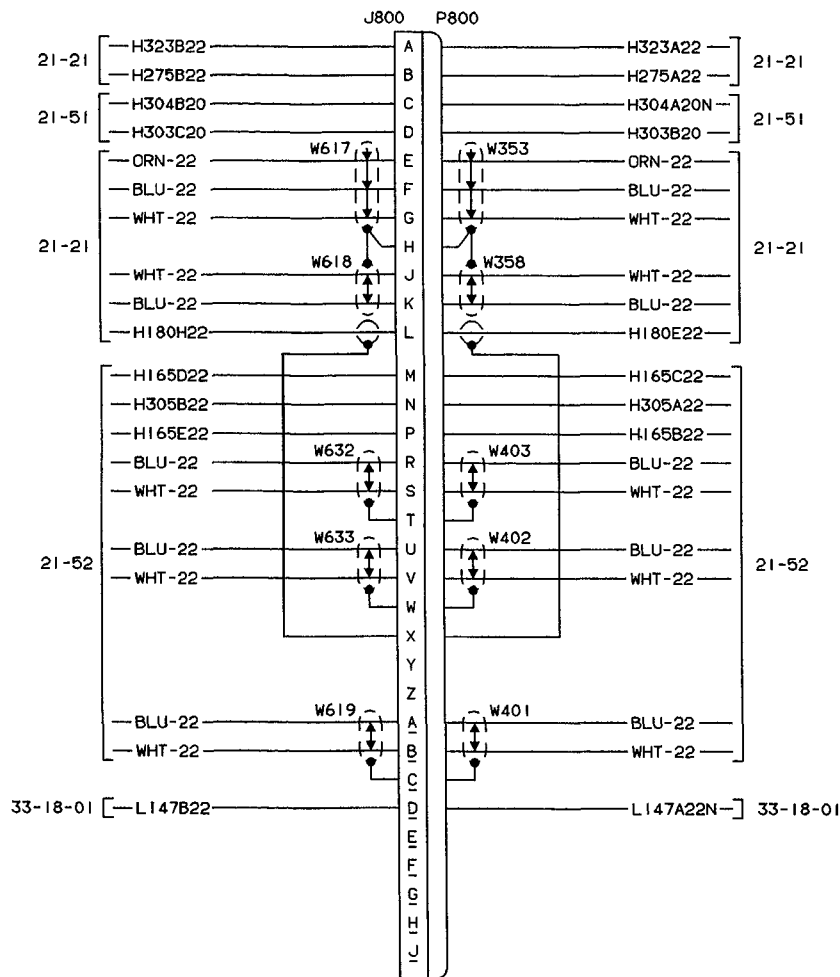 J800 P800
H323B22 A H323A22
21-21 21-21
H275B22 B H275A22
H304B20 C H304A20N
21-51 21-51
H303C20 D H303B20
W617 W353
ORN-22 E ORN-22
BLU-22 F BLU-22
WHT-22 G WHT-22
21-21 H 21-21
W618 W358
WHT-22 J WHT-22
BLU-22 K BLU-22
H180H22 L H180E22
H165D22 M H165C22
H305B22 N H305A22
H165E22 P H165B22
W632 W403
BLU-22 R BLU-22
WHT-22 S WHT-22
T
W633 W402
BLU-22 U BLU-22
21-52 21-52
WHT-22 V WHT-22
W
X
Y
Z
W619 W401
BLU-22 A BLU-22
WHT-22 B WHT-22
C
33-18-01 L147B22 D L147A22N 33-18-01
E
F
G
H
J